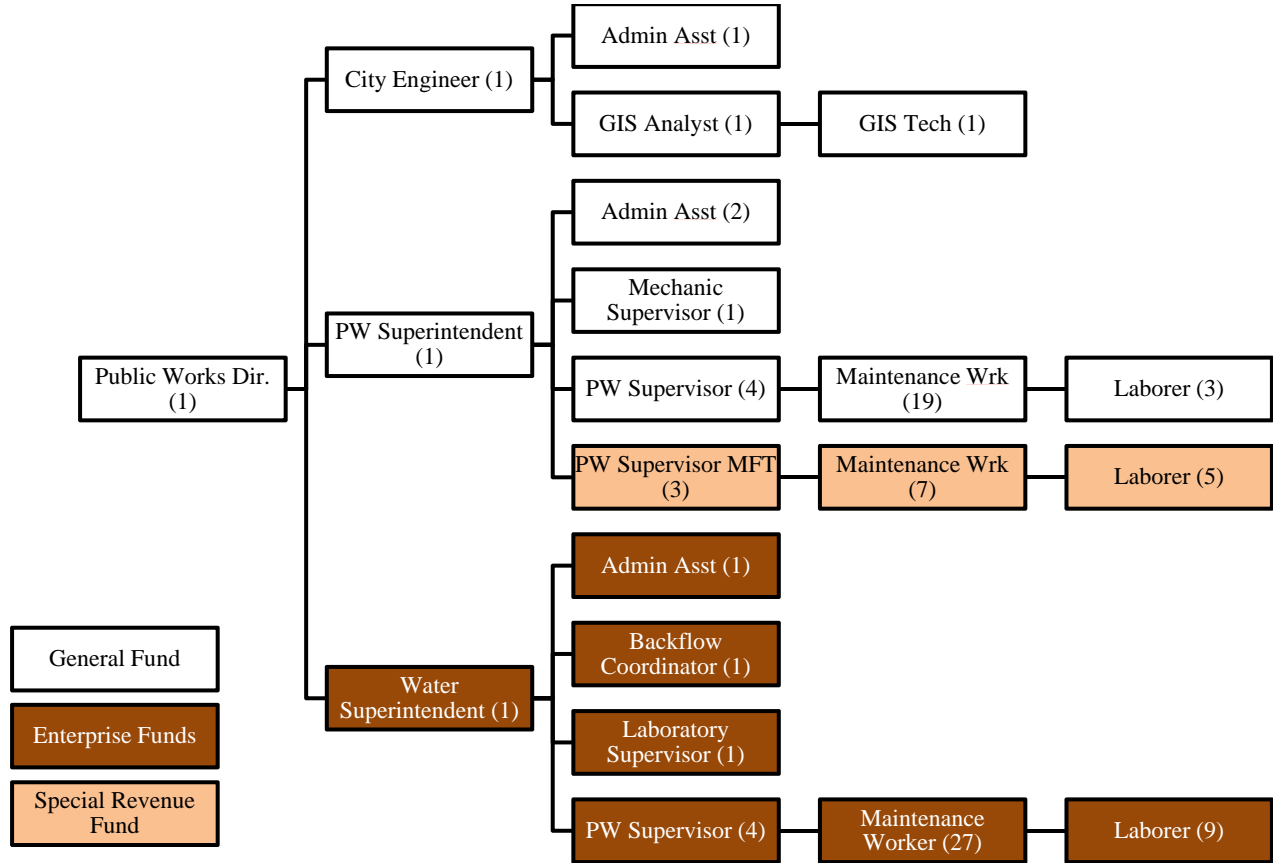 Admin Asst (1)
City Engineer (1)
GIS Analyst (1)
GIS Tech (1)
Admin Asst (2)
Mechanic
Supervisor (1)
PW Superintendent
(1)
Public Works Dir.
(1)
PW Supervisor (4)
Maintenance Wrk
(19)
Laborer (3)
PW Supervisor MFT
(3)
Maintenance Wrk
(7)
Laborer (5)
Admin Asst (1)
Backflow
Coordinator (1)
Water
Superintendent (1)
Laboratory
Supervisor (1)
PW Supervisor (4)
Maintenance
Worker (27)
Laborer (9)
General Fund
Enterprise Funds
Special Revenue
Fund